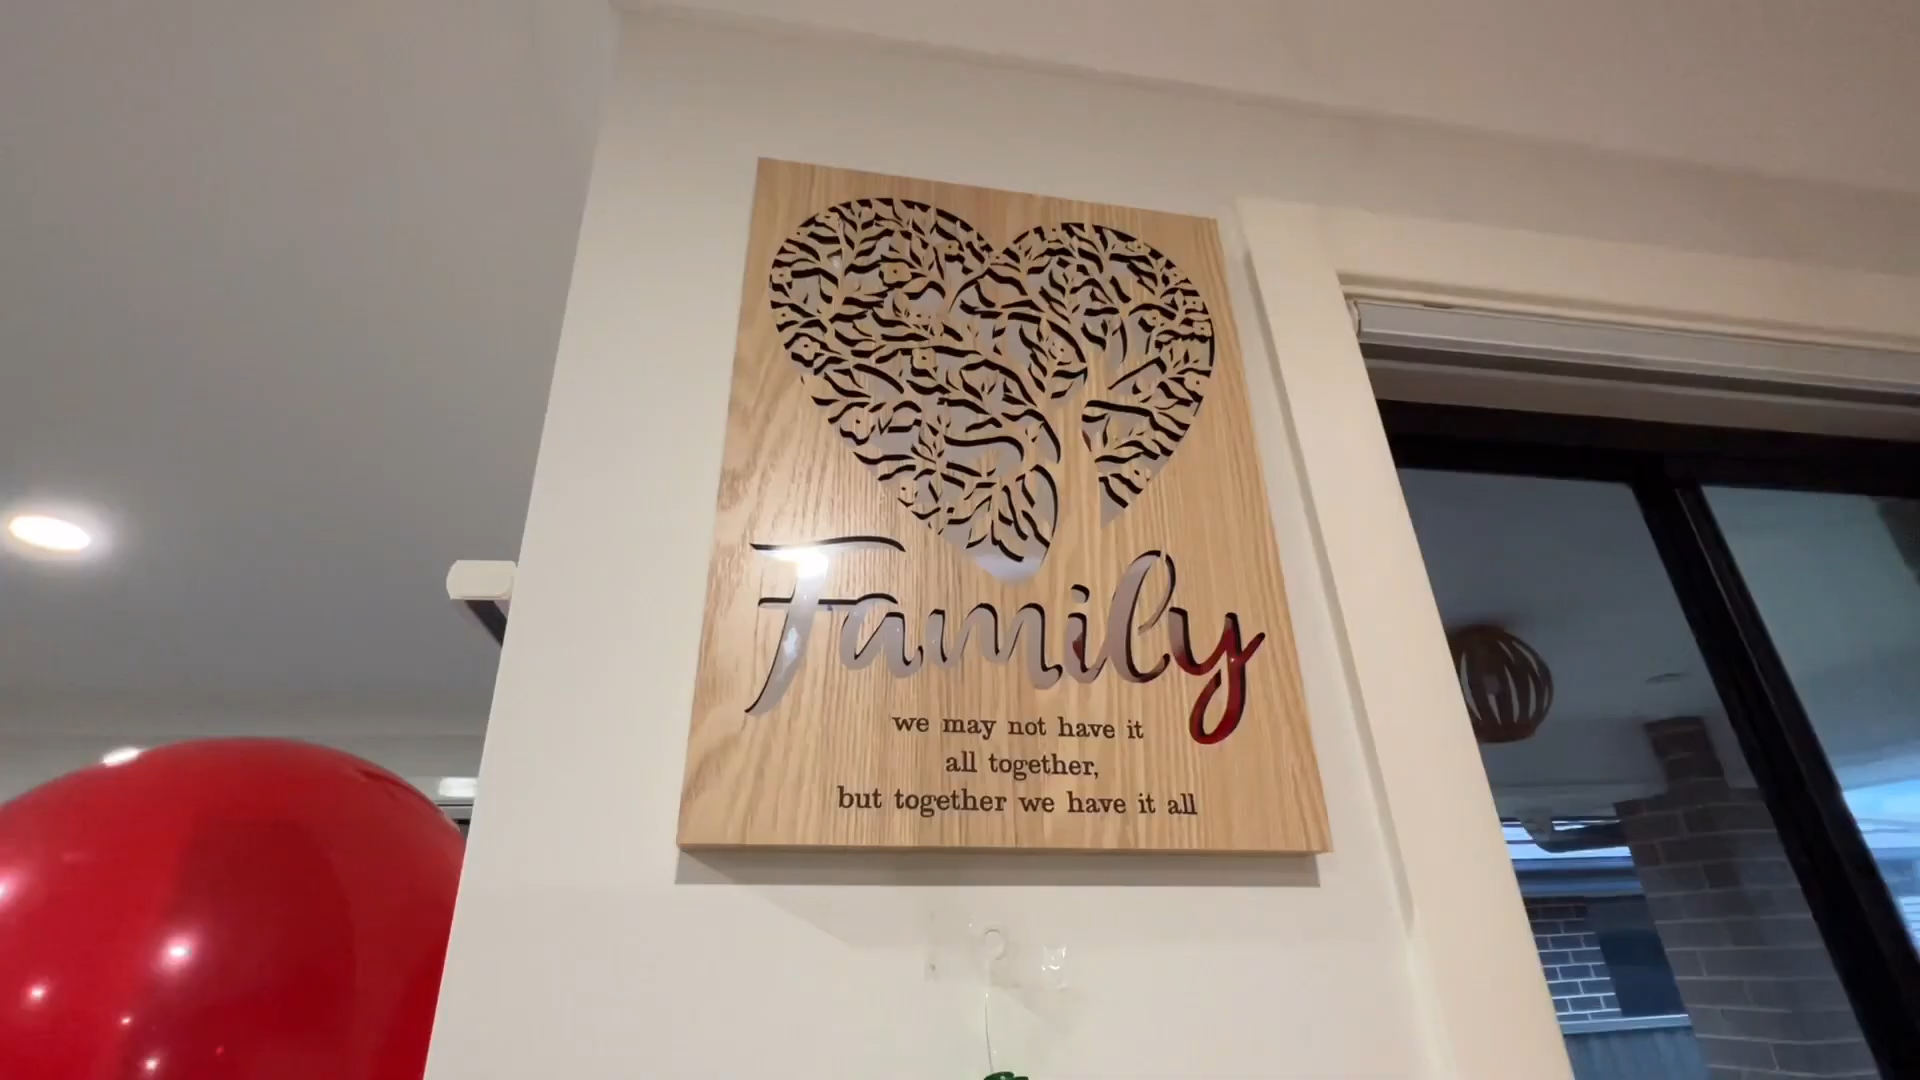 Family
we may not have it
all together,
but together we have it all